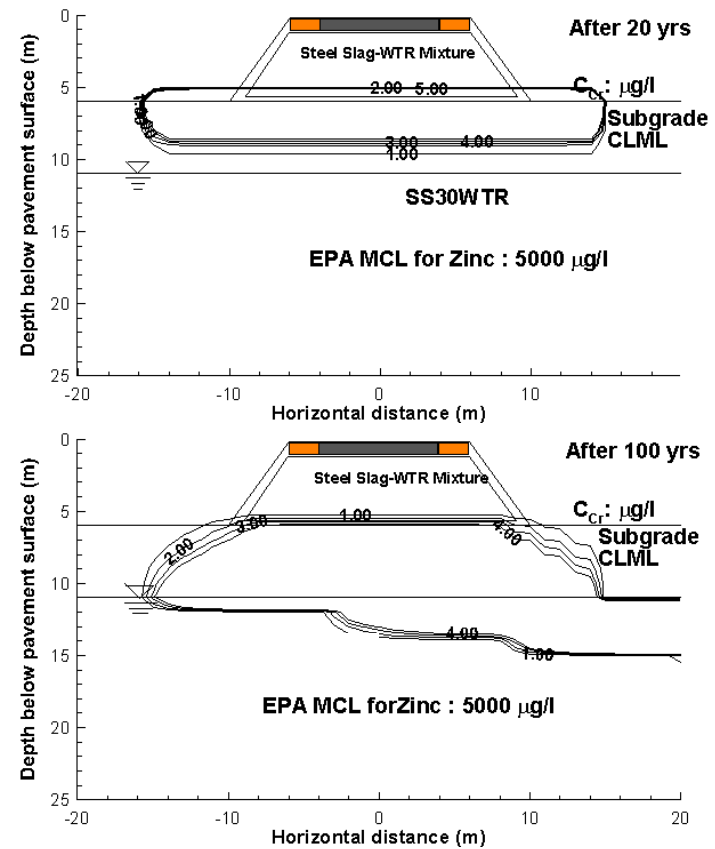 After 20 yrs
Steel Slag-WTR Mixture
2.00 5.00
C_Cr: µg/l
Subgrade
CLML
3.00 4.00
1.00
SS30WTR
EPA MCL for Zinc : 5000 µg/l
Depth below pavement surface (m)
0
5
10
15
20
25
-20 -10 0 10
Horizontal distance (m)
After 100 yrs
Steel Slag-WTR Mixture
1.00
C_Cr: µg/l
3.00
Subgrade
CLML
2.00
4.00
1.00
EPA MCL forZinc : 5000 µg/l
Depth below pavement surface (m)
0
5
10
15
20
25
-20 -10 0 10 20
Horizontal distance (m)